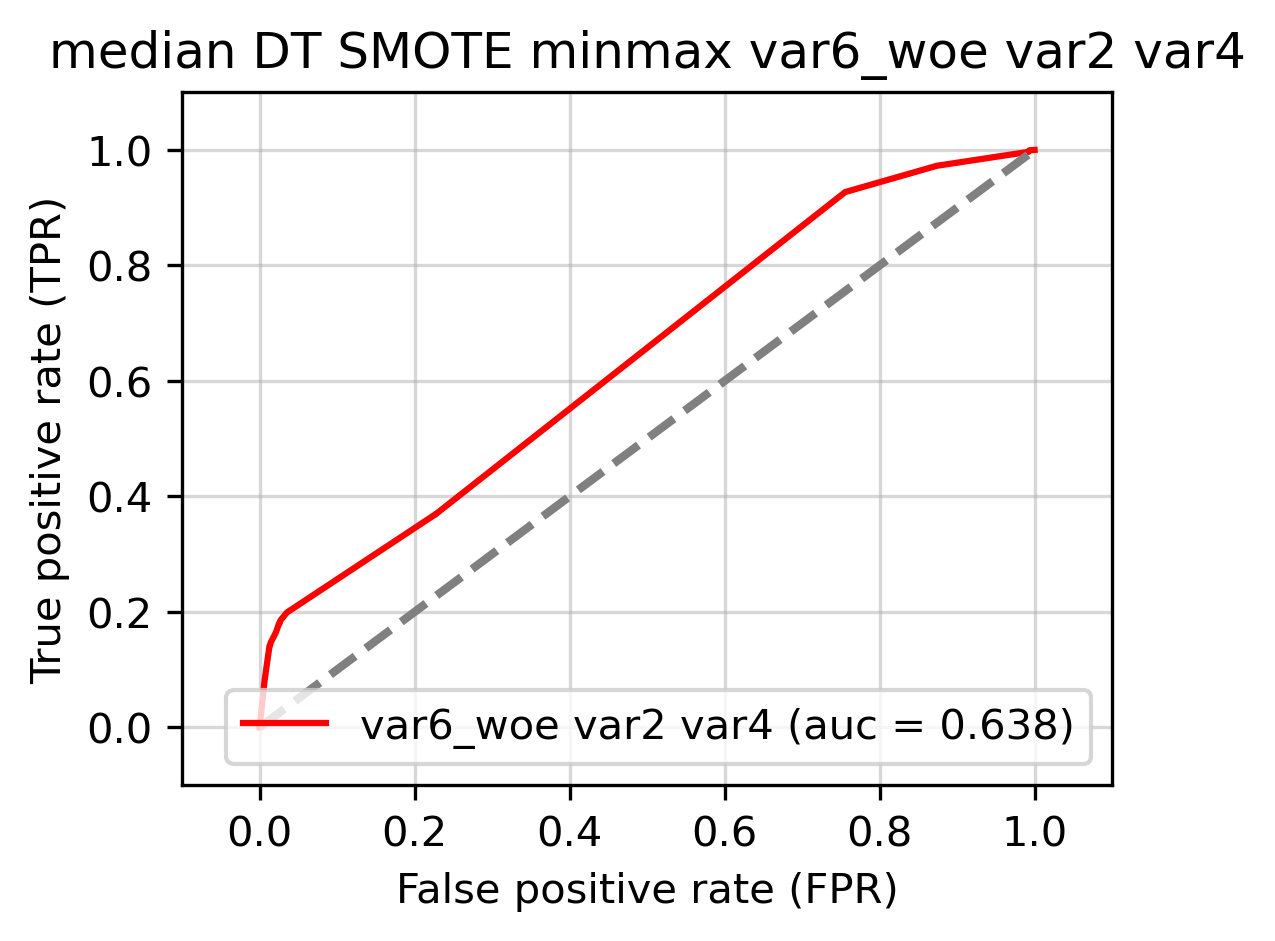 median DT SMOTE minmax var6_woe var2 var4
True positive rate (TPR)
1.0
0.8
0.6
0.4
0.2
0.0
var6_woe var2 var4 (auc = 0.638)
0.0 0.2 0.4 0.6 0.8 1.0
False positive rate (FPR)